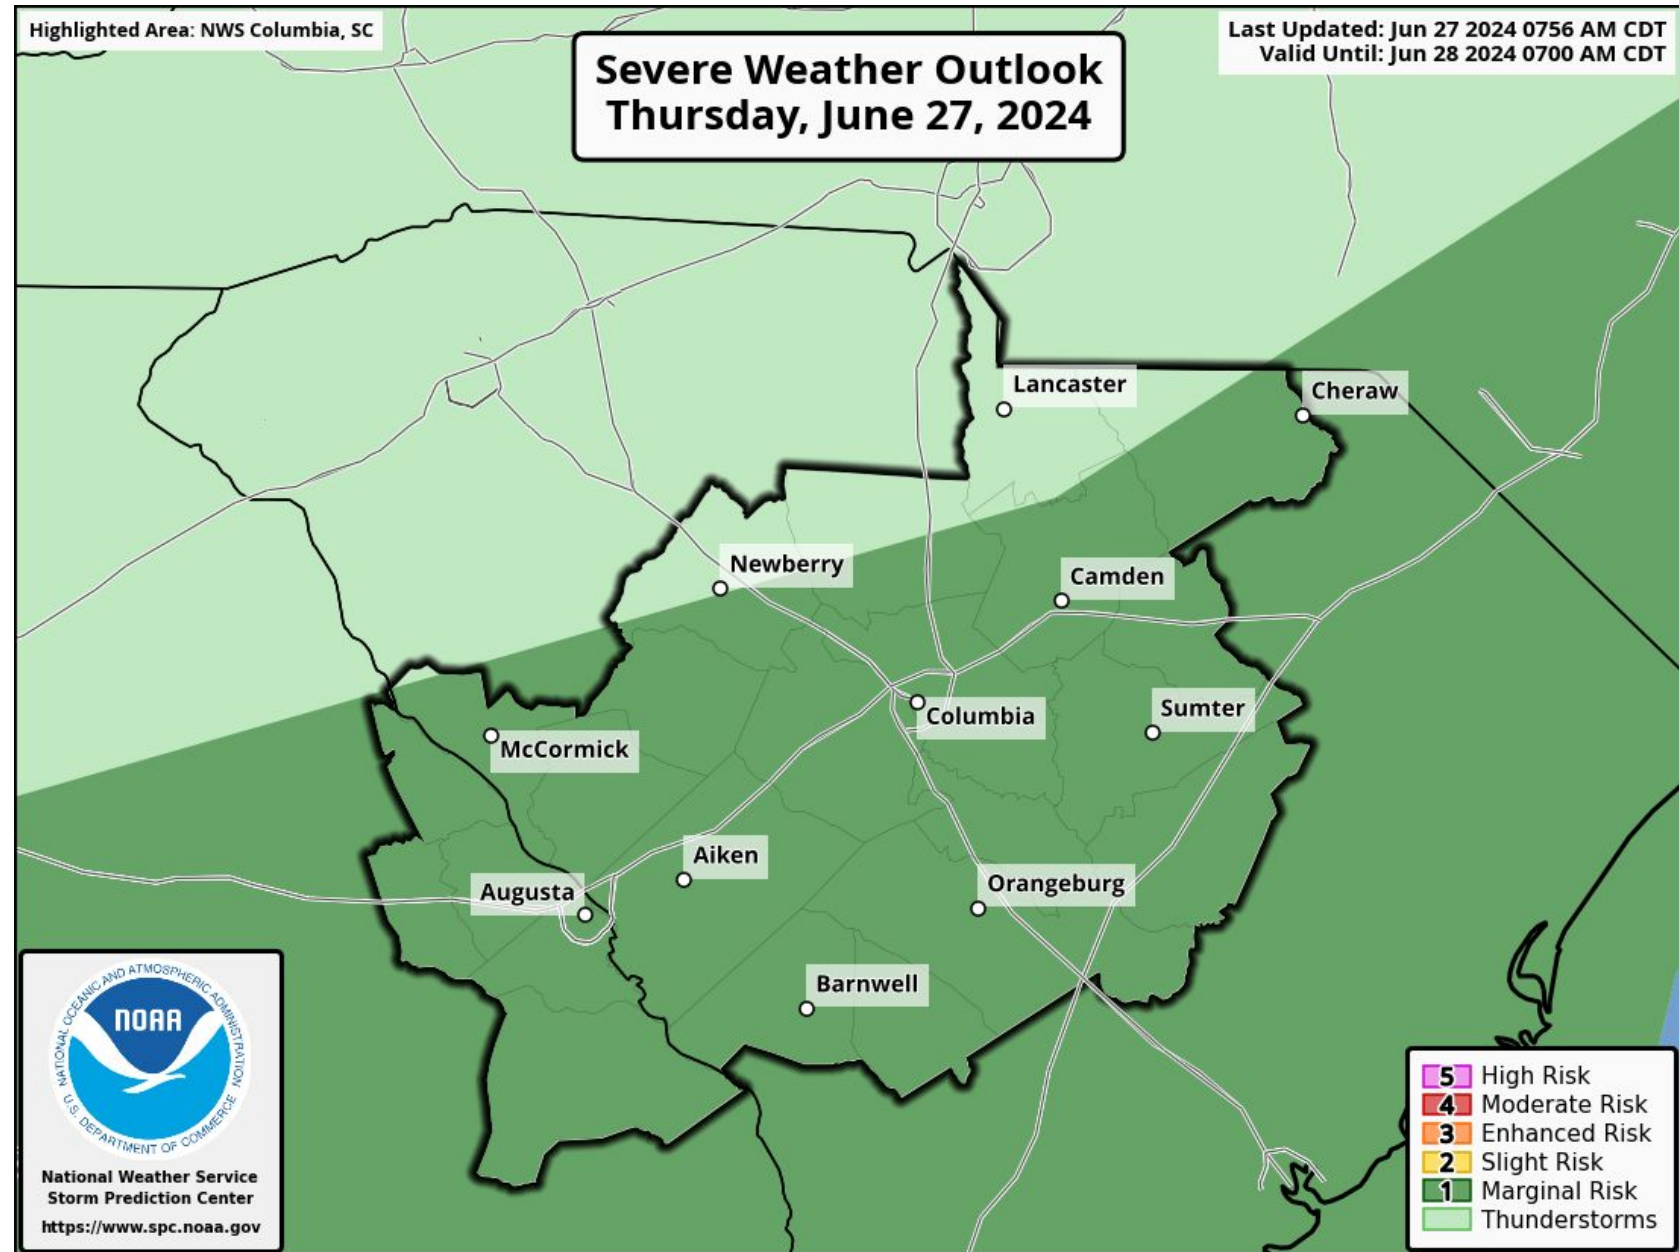 Highlighted Area: NWS Columbia, SC
Last Updated: Jun 27 2024 0756 AM CDT
Valid Until: Jun 28 2024 0700 AM CDT
Severe Weather Outlook
Thursday, June 27, 2024
Lancaster
Cheraw
Newberry
Camden
Columbia
Sumter
McCormick
Aiken
Augusta
Orangeburg
Barnwell
NATIONAL OCEANIC AND ATMOSPHERIC ADMINISTRATION
NOAA
U.S. DEPARTMENT OF COMMERCE
National Weather Service
Storm Prediction Center
https://www.spc.noaa.gov
5 High Risk
4 Moderate Risk
3 Enhanced Risk
2 Slight Risk
1 Marginal Risk
Thunderstorms